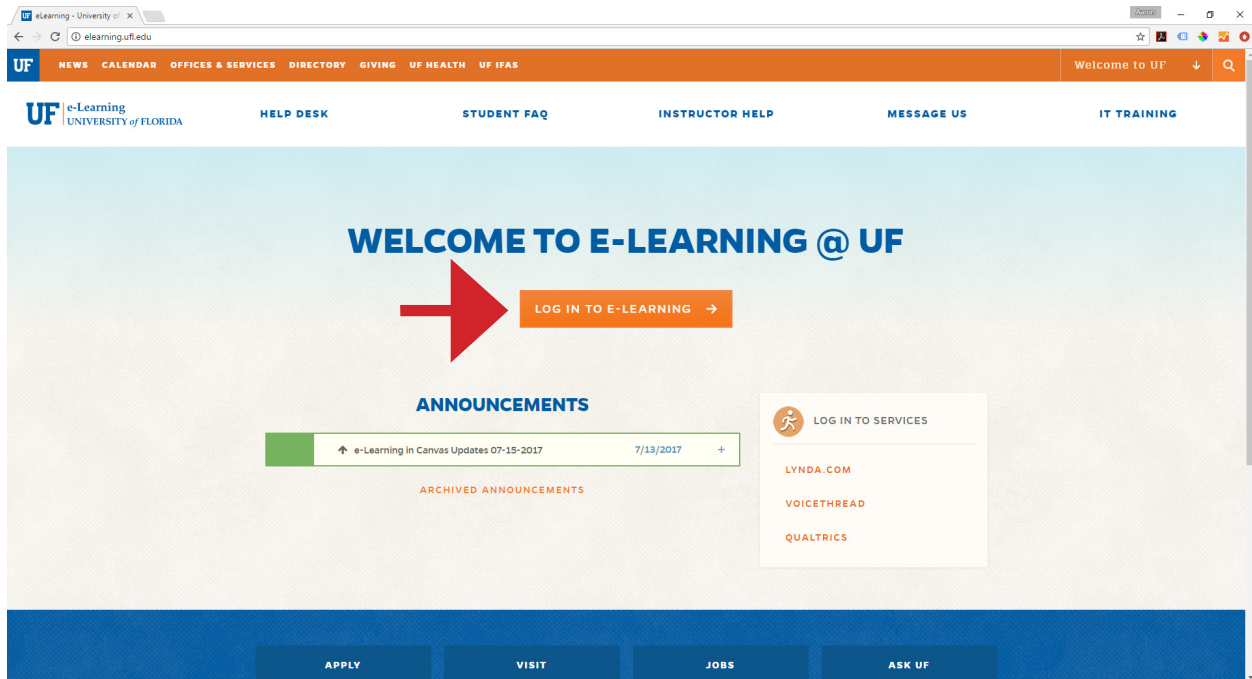 eLearning - University of
Aaron
elearning.ufl.edu
UF NEWS CALENDAR OFFICES & SERVICES DIRECTORY GIVING UF HEALTH UF IFAS Welcome to UF
UF e-Learning
UNIVERSITY of FLORIDA
HELP DESK STUDENT FAQ INSTRUCTOR HELP MESSAGE US IT TRAINING
WELCOME TO E-LEARNING @ UF
LOG IN TO E-LEARNING
ANNOUNCEMENTS
e-Learning in Canvas Updates 07-15-2017 7/13/2017 +
ARCHIVED ANNOUNCEMENTS
LOG IN TO SERVICES
LYNDA.COM
VOICETHREAD
QUALTRICS
APPLY VISIT JOBS ASK UF